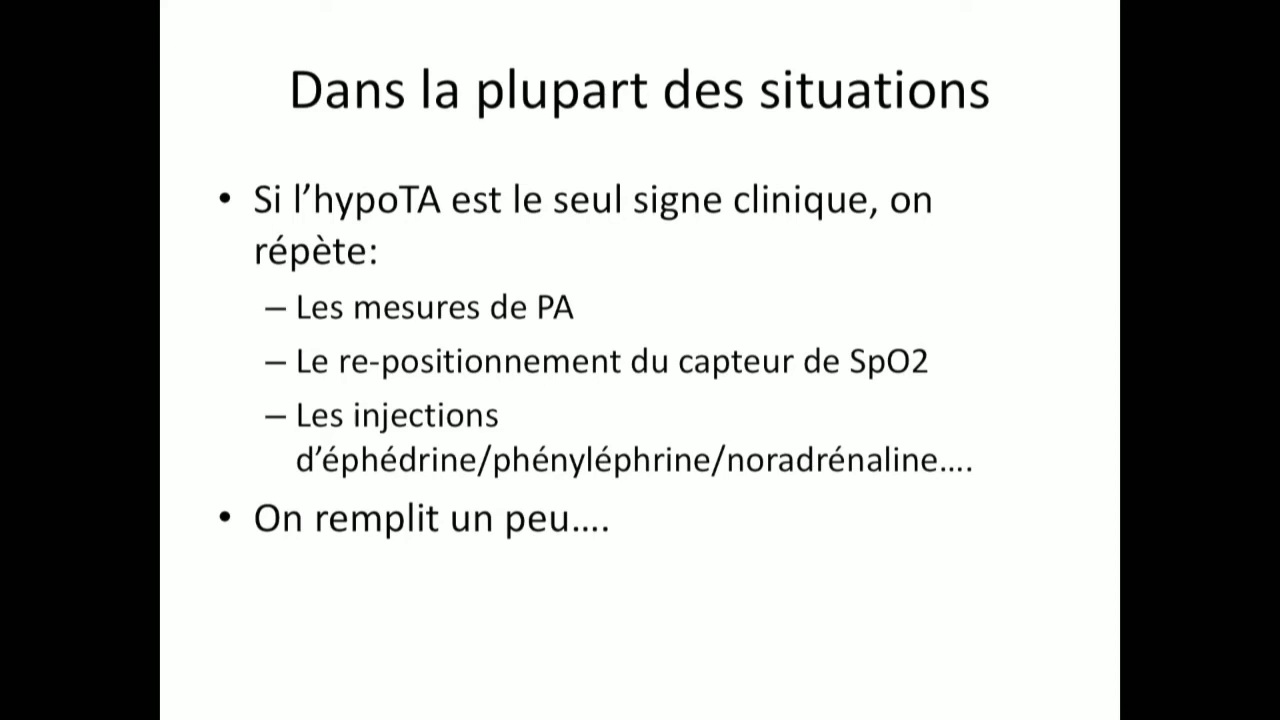 Dans la plupart des situations
• Si l’hypoTA est le seul signe clinique, on
répète:
– Les mesures de PA
– Le re-positionnement du capteur de SpO2
– Les injections
d’éphédrine/phényléphrine/noradrénaline….
• On remplit un peu….